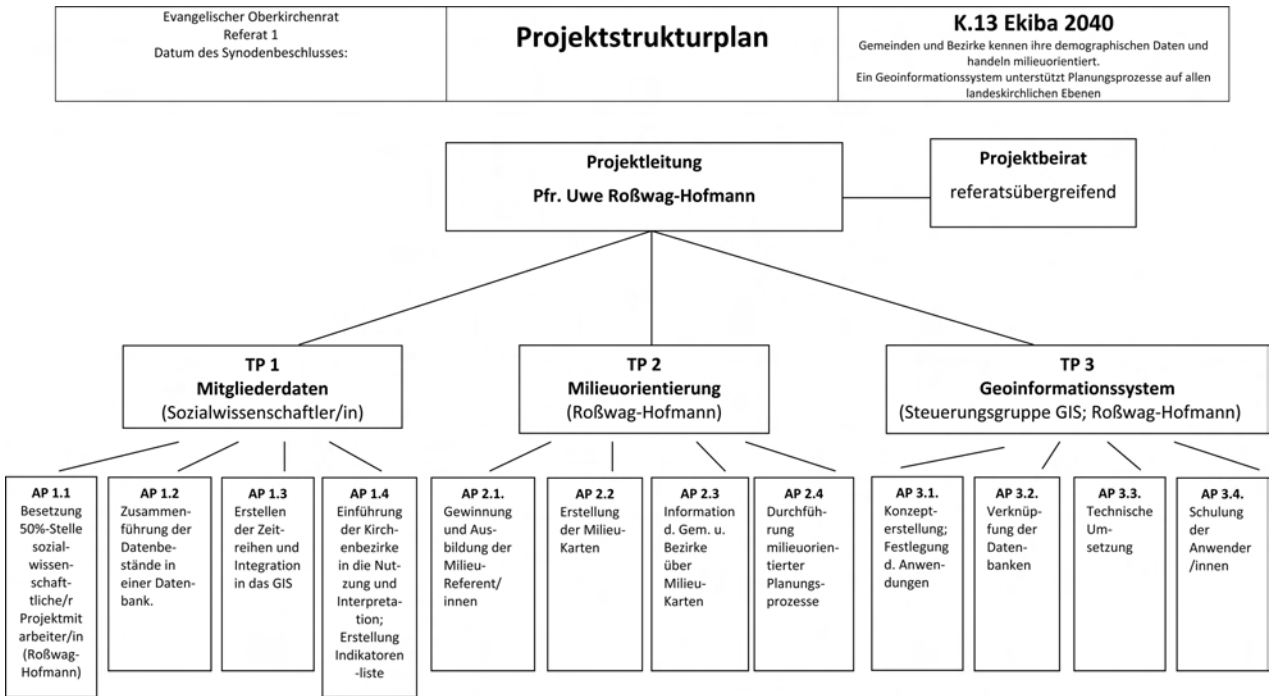 Evangelischer Oberkirchenrat
Referat 1
Datum des Synodenbeschlusses:
Projektstrukturplan
K.13 Ekiba 2040
Gemeinden und Bezirke kennen ihre demographischen Daten und
handeln milieuorientiert.
Ein Geoinformationssystem unterstützt Planungsprozesse auf allen
landeskirchlichen Ebenen
Projektleitung
Pfr. Uwe Roßwag-Hofmann
Projektbeirat
referatsübergreifend
TP 1
Mitgliederdaten
(Sozialwissenschaftler/in)
TP 2
Milieuorientierung
(Roßwag-Hofmann)
TP 3
Geoinformationssystem
(Steuerungsgruppe GIS; Roßwag-Hofmann)
AP 1.1
Besetzung
50%-Stelle
sozial-
wissen-
schaft-
tliche/r
Projektmit
arbeiter/in
(Roßwag-
Hofmann)
AP 1.2
Zusammen-
führung der
Datenbe-
stände in
einer Daten-
bank.
AP 1.3
Erstellen
der Zeit-
reihen und
Integration
in das GIS
AP 1.4
Einführung
der Kirch-
enbezirke
in die Nut-
zung und
Interpreta-
tion;
Erstellung
Indikatoren
-liste
AP 2.1.
Gewinnung
und Aus-
bildung der
Milieu-
Referent/
innen
AP 2.2
Erstellung
der Milieu-
Karten
AP 2.3
Information
d. Gem. u.
Bezirke
über
Milieu-
Karten
AP 2.4
Durchfüh-
rung
milieuorien-
tierter
Planungs-
prozesse
AP 3.1.
Konzept-
erstellung;
Festlegung
d. Anwen-
dungen
AP 3.2.
Verknüp-
fung der
Daten-
banken
AP 3.3.
Technische
Um-
setzung
AP 3.4.
Schulung
der
Anwender
/innen